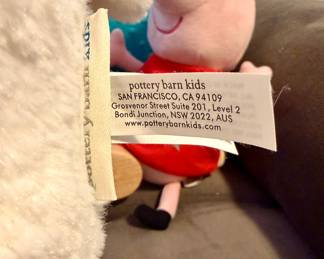 pottery barn kids
SAN FRANCISCO, CA 94109
Grosvenor Street Suite 201, Level 2
Bondi Junction, NSW 2022, AUS
www.potterybarnkids.com
pottery barn kids